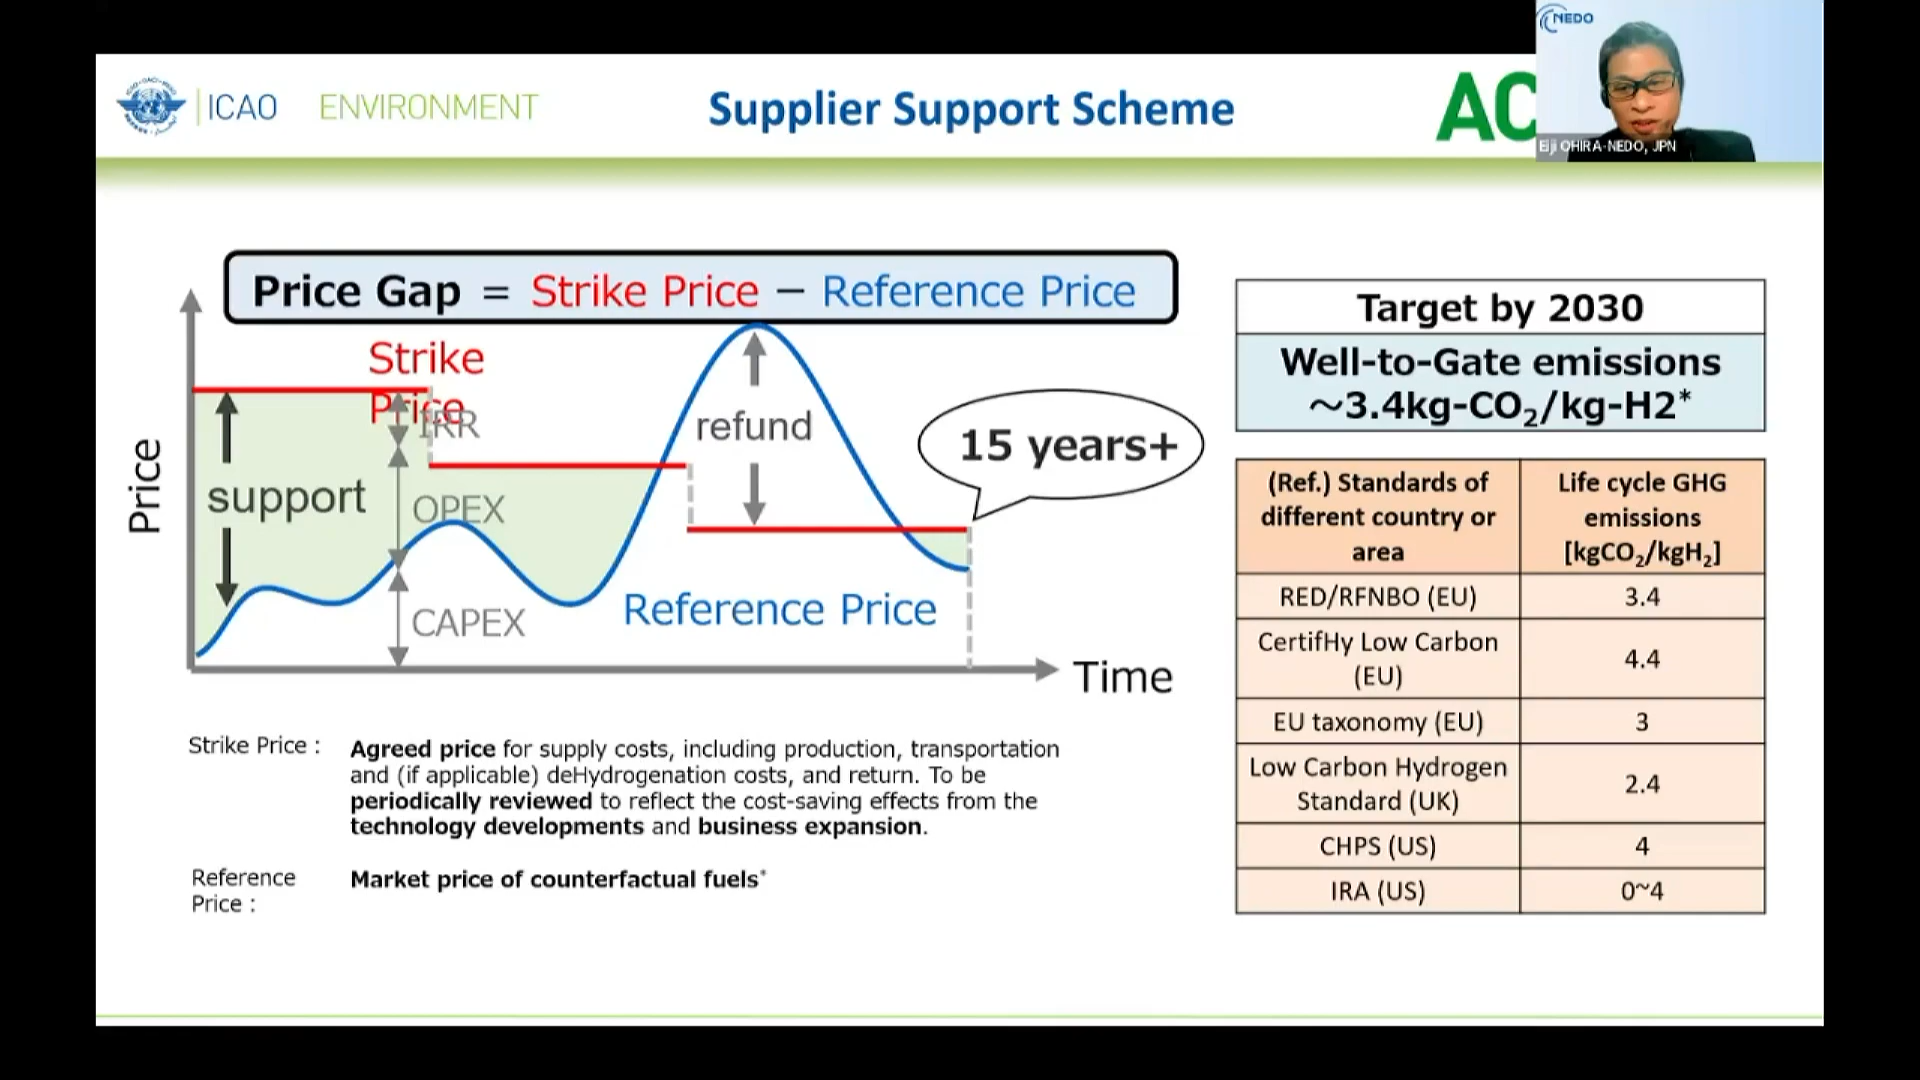 ICAO ENVIRONMENT
Supplier Support Scheme
AC
NEDO
Eiji OHIRA-NEDO, JPN
Price Gap = Strike Price − Reference Price
Strike
Price
IRR
support
OPEX
CAPEX
refund
15 years+
Reference Price
Price
Time
Strike Price :
Agreed price for supply costs, including production, transportation
and (if applicable) deHydrogenation costs, and return. To be
periodically reviewed to reflect the cost-saving effects from the
technology developments and business expansion.
Reference
Price :
Market price of counterfactual fuels*
Target by 2030
Well-to-Gate emissions
~3.4kg-CO₂/kg-H2*
(Ref.) Standards of
different country or
area
Life cycle GHG
emissions
[kgCO₂/kgH₂]
RED/RFNBO (EU) 3.4
CertifHy Low Carbon
(EU)
4.4
EU taxonomy (EU) 3
Low Carbon Hydrogen
Standard (UK)
2.4
CHPS (US) 4
IRA (US) 0~4